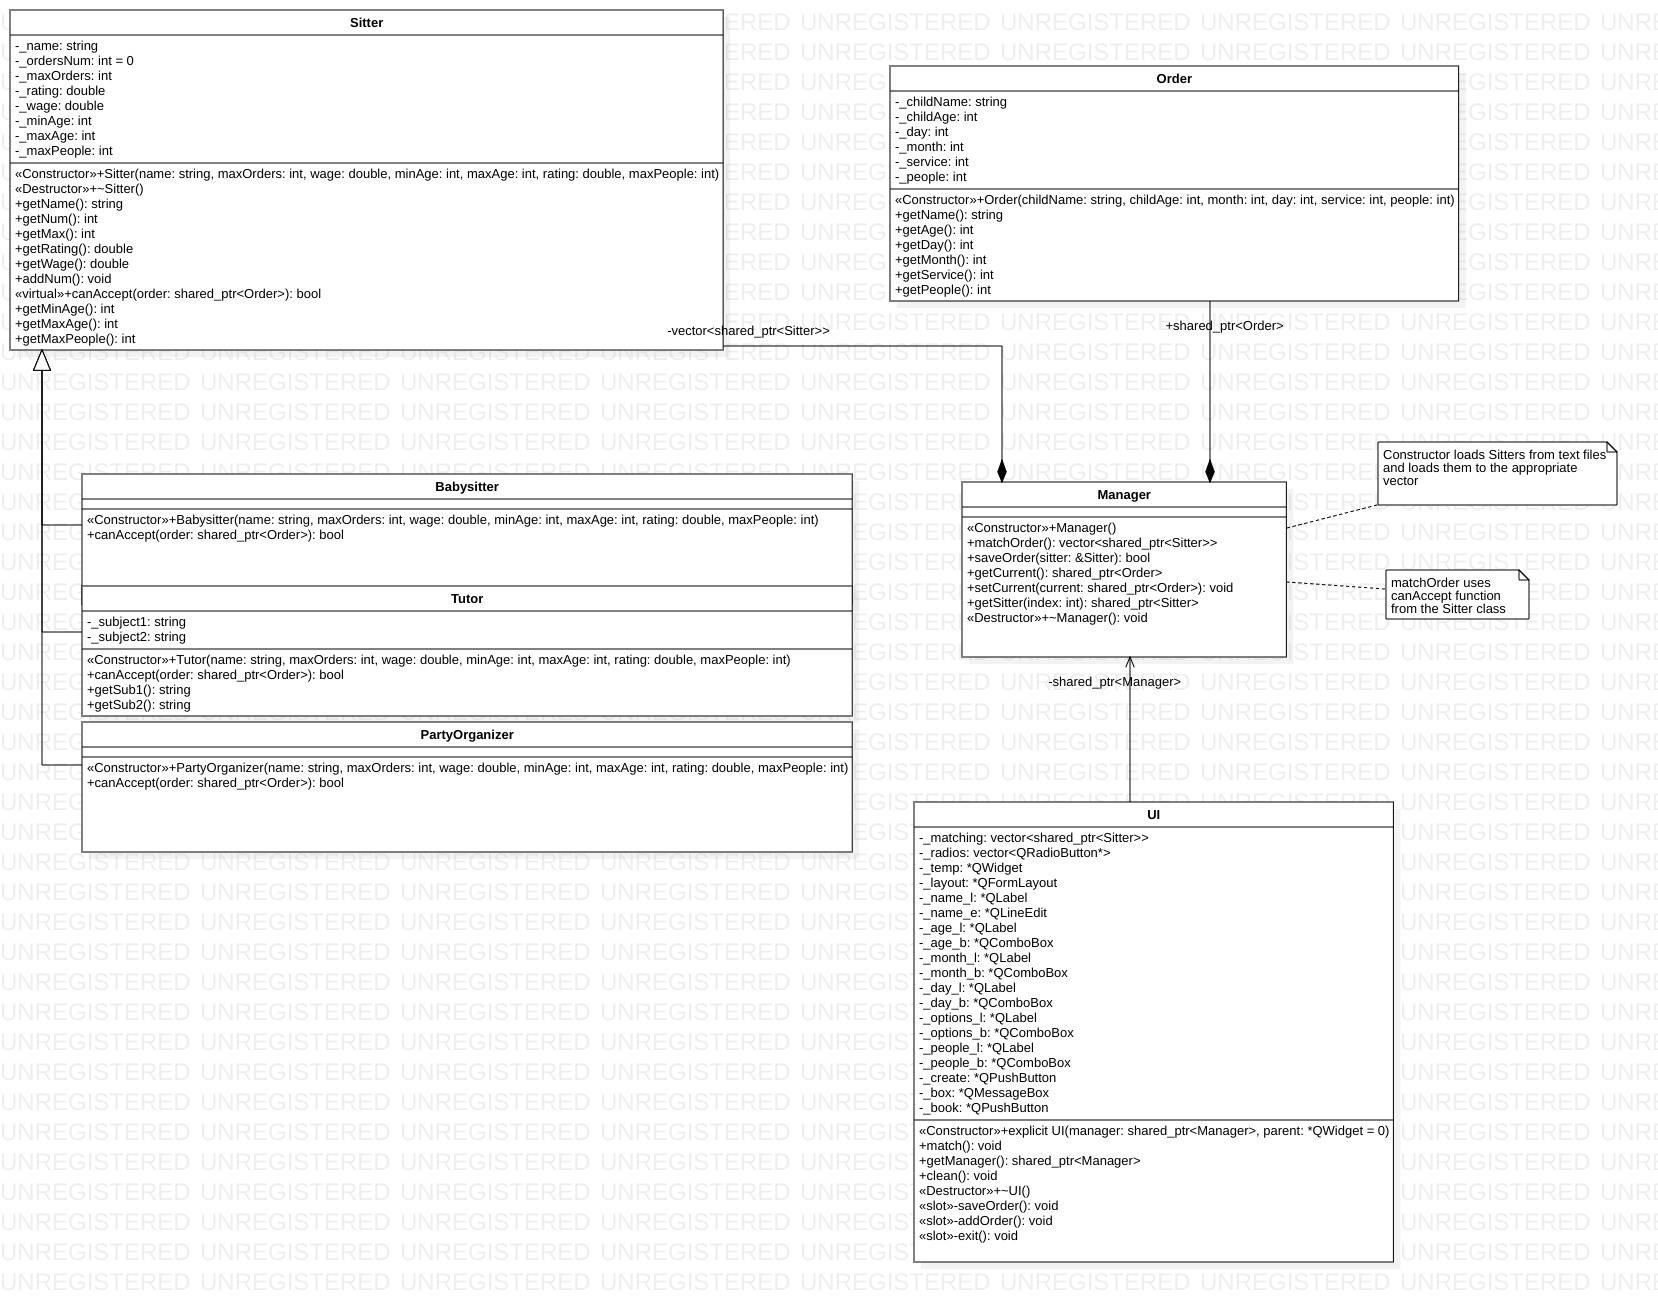 Sitter
-_name: string
-_ordersNum: int = 0
-_maxOrders: int
-_rating: double
-_wage: double
-_minAge: int
-_maxAge: int
-_maxPeople: int
«Constructor»+Sitter(name: string, maxOrders: int, wage: double, minAge: int, maxAge: int, rating: double, maxPeople: int)
«Destructor»+~Sitter()
+getName(): string
+getNum(): int
+getMax(): int
+getRating(): double
+getWage(): double
+addNum(): void
«virtual»+canAccept(order: shared_ptr<Order>): bool
+getMinAge(): int
+getMaxAge(): int
+getMaxPeople(): int
-vector<shared_ptr<Sitter>>
Order
-_childName: string
-_childAge: int
-_day: int
-_month: int
-_service: int
-_people: int
«Constructor»+Order(childName: string, childAge: int, month: int, day: int, service: int, people: int)
+getName(): string
+getAge(): int
+getDay(): int
+getMonth(): int
+getService(): int
+getPeople(): int
+shared_ptr<Order>
Babysitter
«Constructor»+Babysitter(name: string, maxOrders: int, wage: double, minAge: int, maxAge: int, rating: double, maxPeople: int)
+canAccept(order: shared_ptr<Order>): bool
Tutor
-_subject1: string
-_subject2: string
«Constructor»+Tutor(name: string, maxOrders: int, wage: double, minAge: int, maxAge: int, rating: double, maxPeople: int)
+canAccept(order: shared_ptr<Order>): bool
+getSub1(): string
+getSub2(): string
PartyOrganizer
«Constructor»+PartyOrganizer(name: string, maxOrders: int, wage: double, minAge: int, maxAge: int, rating: double, maxPeople: int)
+canAccept(order: shared_ptr<Order>): bool
Manager
«Constructor»+Manager()
+matchOrder(): vector<shared_ptr<Sitter>>
+saveOrder(sitter: &Sitter): bool
+getCurrent(): shared_ptr<Order>
+setCurrent(current: shared_ptr<Order>): void
+getSitter(index: int): shared_ptr<Sitter>
«Destructor»+~Manager(): void
Constructor loads Sitters from text files
and loads them to the appropriate
vector
matchOrder uses
canAccept function
from the Sitter class
-shared_ptr<Manager>
UI
-_matching: vector<shared_ptr<Sitter>>
-_radios: vector<QRadioButton*>
-_temp: *QWidget
-_layout: *QFormLayout
-_name_l: *QLabel
-_name_e: *QLineEdit
-_age_l: *QLabel
-_age_b: *QComboBox
-_month_l: *QLabel
-_month_b: *QComboBox
-_day_l: *QLabel
-_day_b: *QComboBox
-_options_l: *QLabel
-_options_b: *QComboBox
-_people_l: *QLabel
-_people_b: *QComboBox
-_create: *QPushButton
-_box: *QMessageBox
-_book: *QPushButton
«Constructor»+explicit UI(manager: shared_ptr<Manager>, parent: *QWidget = 0)
+match(): void
+getManager(): shared_ptr<Manager>
+clean(): void
«Destructor»+~UI()
«slot»-saveOrder(): void
«slot»-addOrder(): void
«slot»-exit(): void
UNREGISTERED